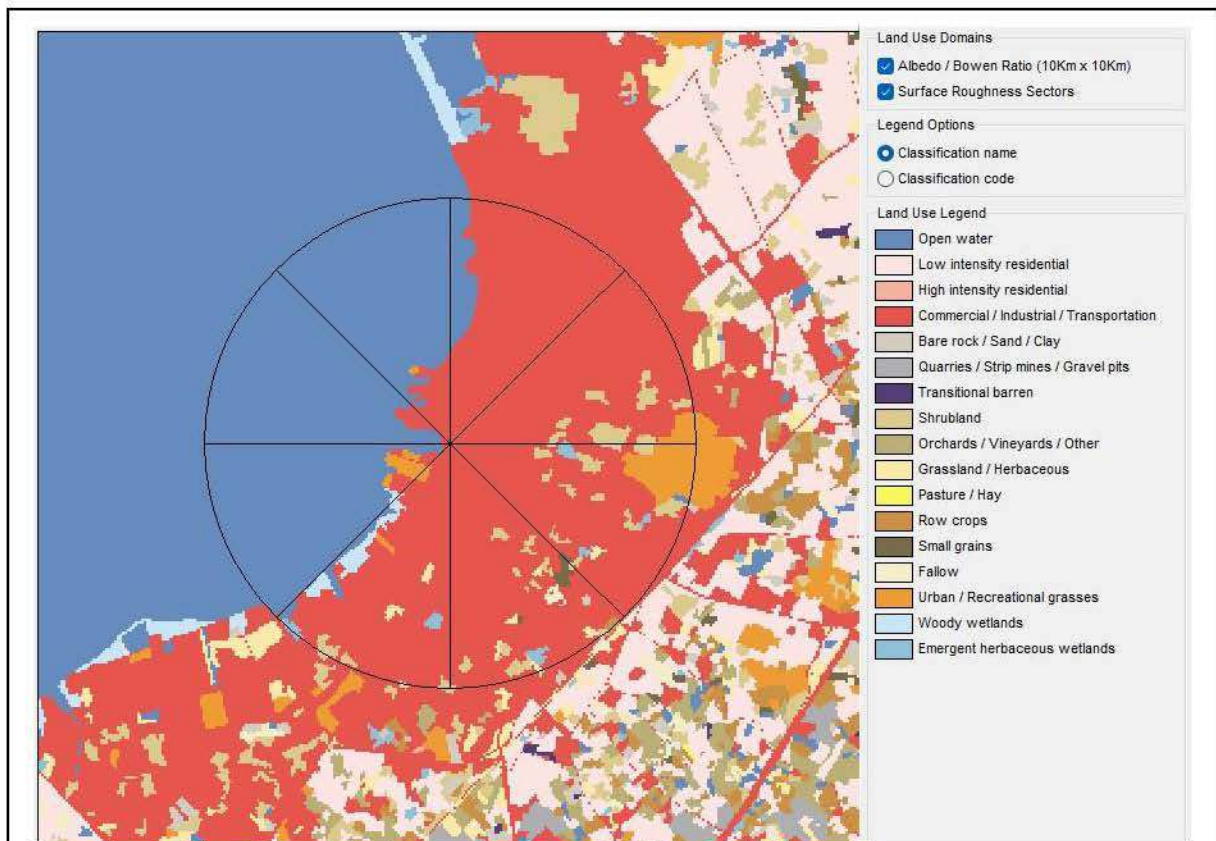 Land Use Domains
Albedo / Bowen Ratio (10Km x 10Km)
Surface Roughness Sectors
Legend Options
Classification name
Classification code
Land Use Legend
Open water
Low intensity residential
High intensity residential
Commercial / Industrial / Transportation
Bare rock / Sand / Clay
Quarries / Strip mines / Gravel pits
Transitional barren
Shrubland
Orchards / Vineyards / Other
Grassland / Herbaceous
Pasture / Hay
Row crops
Small grains
Fallow
Urban / Recreational grasses
Woody wetlands
Emergent herbaceous wetlands